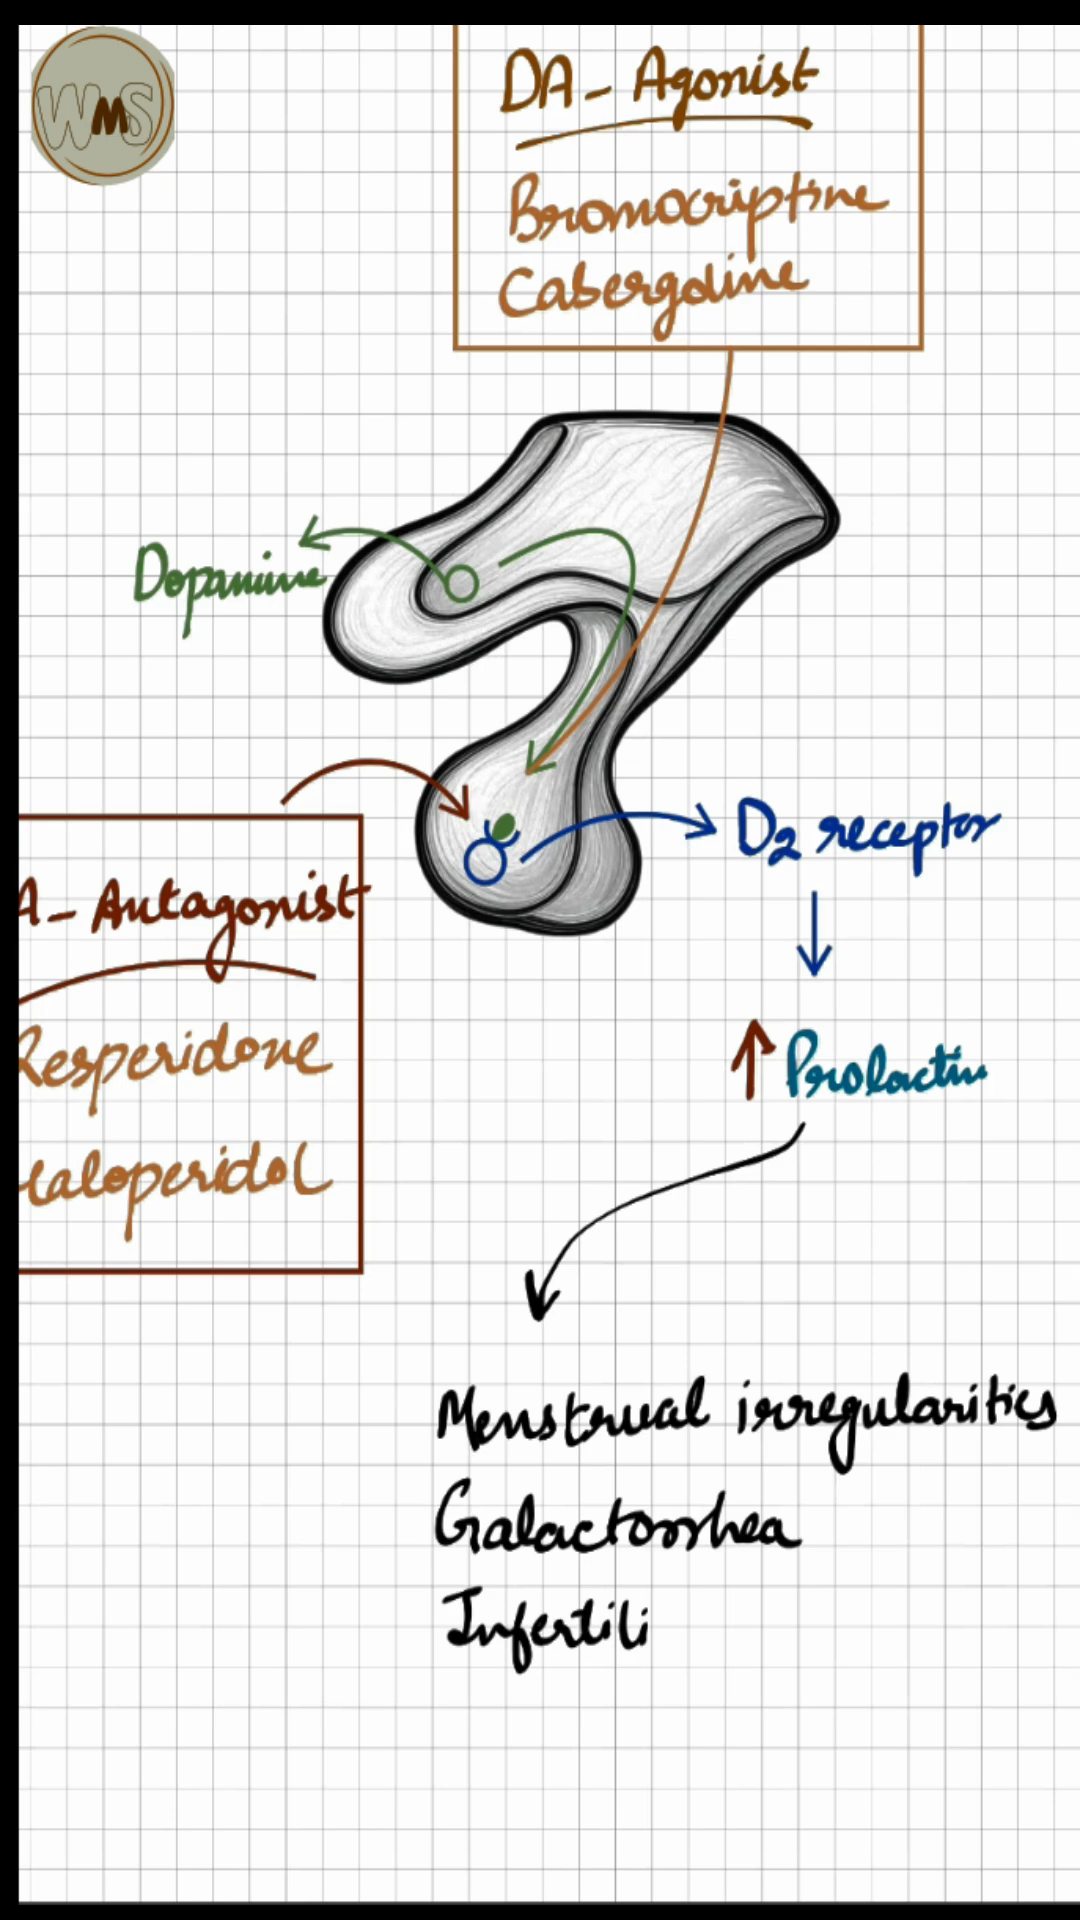 WMS
DA - Agonist
Bromocriptine
Cabergoline
Dopamine
D2 receptor
A - Antagonist
Resperidone
aloperidol
↑ Prolactin
Menstrual irregularities
Galactorrhea
Infertili